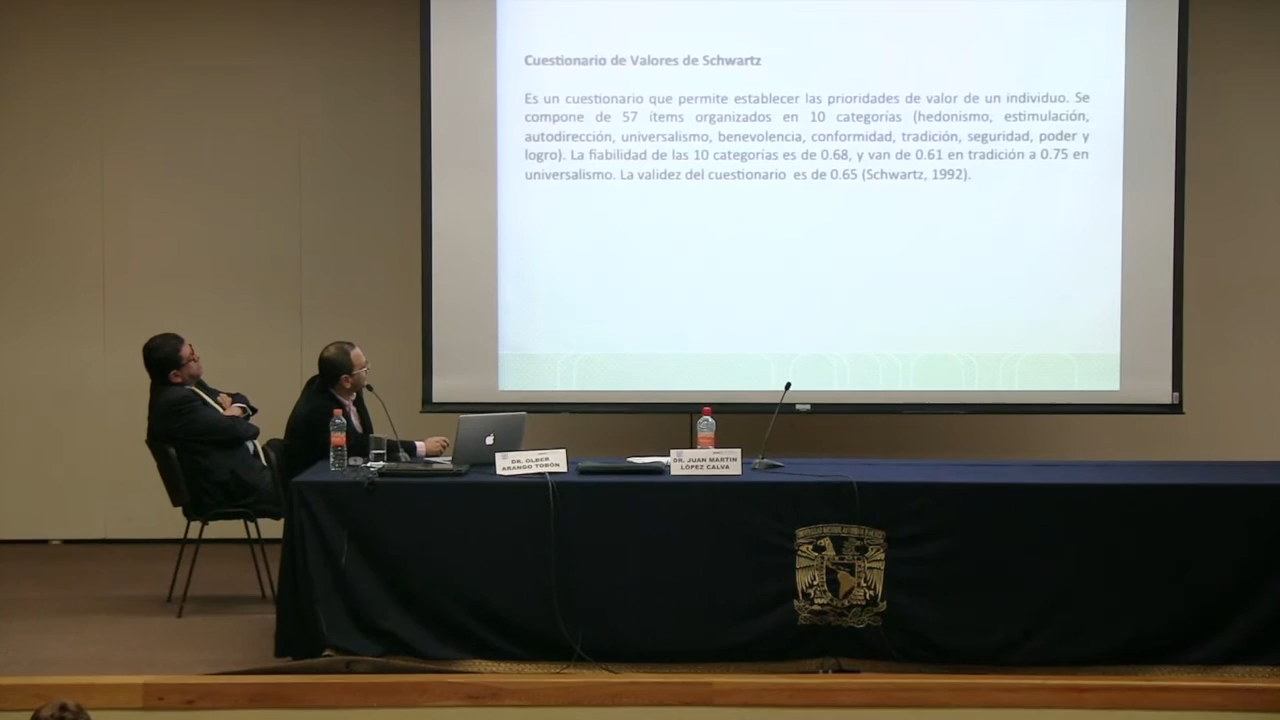 Cuestionario de Valores de Schwartz
Es un cuestionario que permite establecer las prioridades de valor de un individuo. Se
compone de 57 ítems organizados en 10 categorías (hedonismo, estimulación,
autodirección, universalismo, benevolencia, conformidad, tradición, seguridad, poder y
logro). La fiabilidad de las 10 categorías es de 0.68, y van de 0.61 en tradición a 0.75 en
universalismo. La validez del cuestionario es de 0.65 (Schwartz, 1992).
DR. OLBER
ARANGO TOBÓN
DR. JUAN MARTIN
LÓPEZ CALVA